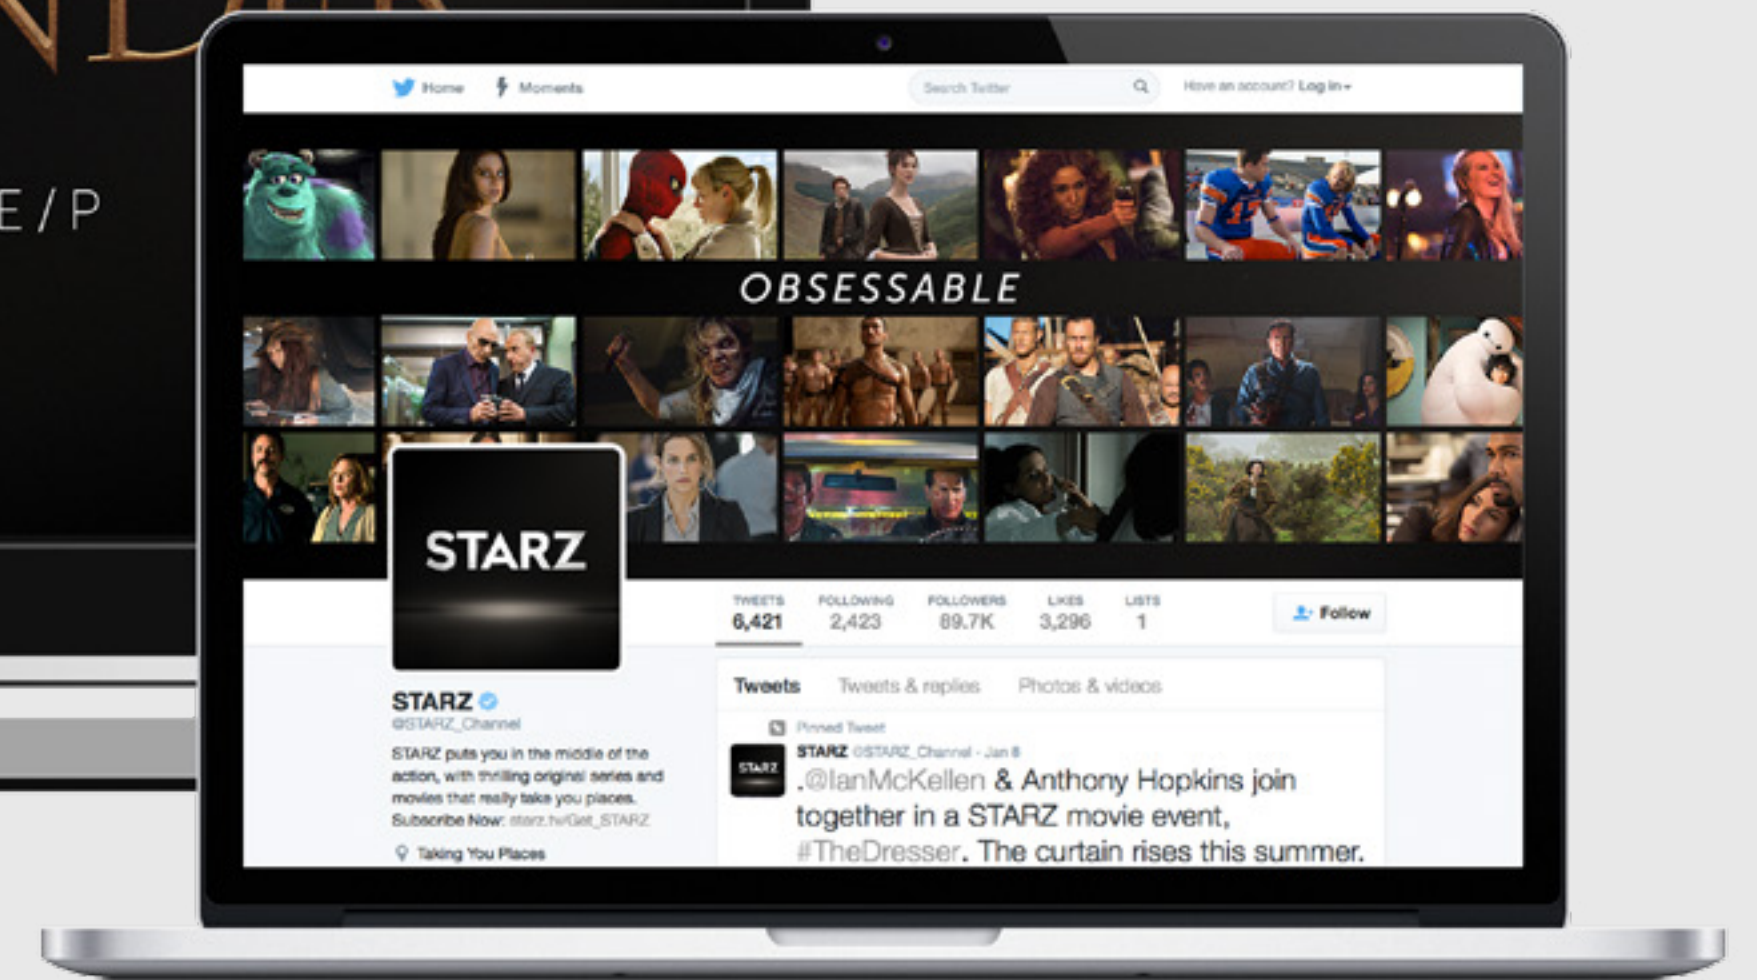 E/P
Home
Moments
Search Twitter
Have an account? Log in
OBSESSABLE
STARZ
TWEETS
6,421
FOLLOWING
2,423
FOLLOWERS
89.7K
LIKES
3,296
LISTS
1
Follow
STARZ
@STARZ_Channel
STARZ puts you in the middle of the
action, with thrilling original series and
movies that really take you places.
Subscribe Now: starz.tv/Get_STARZ
Taking You Places
Tweets Tweets & replies Photos & videos
Pinned Tweet
STARZ
STARZ @STARZ_Channel - Jan 8
.@IanMcKellen & Anthony Hopkins join
together in a STARZ movie event,
#TheDresser. The curtain rises this summer.